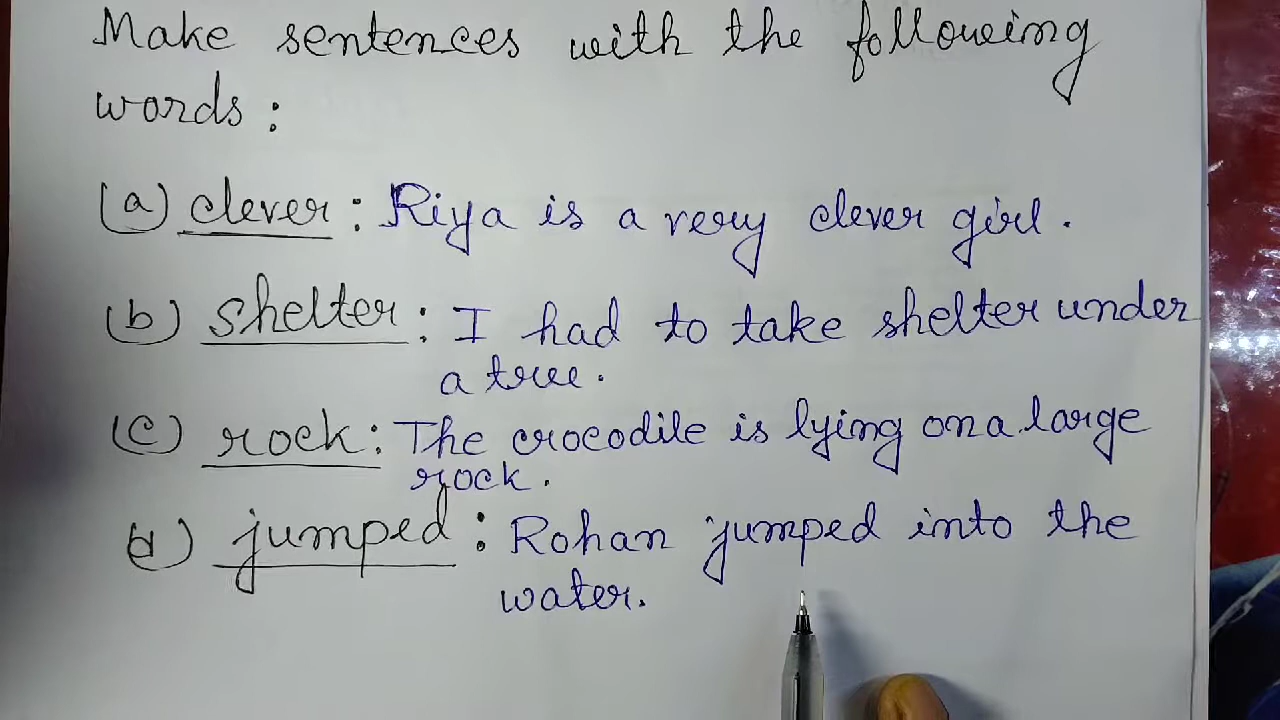 Make sentences with the following
words :
(a) clever : Riya is a very clever girl.
(b) shelter : I had to take shelter under
a tree.
(c) rock : The crocodile is lying on a large
rock.
d) jumped : Rohan jumped into the
water.